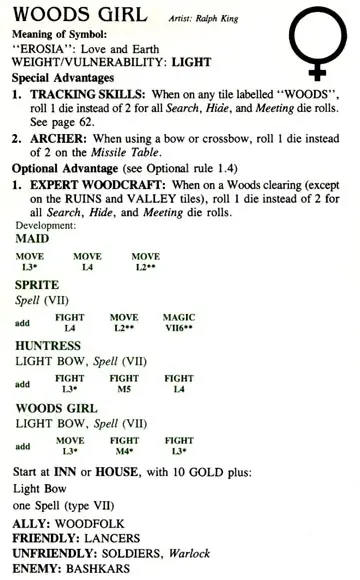 WOODS GIRL Artist: Ralph King
Meaning of Symbol:
"EROSIA": Love and Earth
WEIGHT/VULNERABILITY: LIGHT
Special Advantages
1. TRACKING SKILLS: When on any tile labelled "WOODS",
roll 1 die instead of 2 for all Search, Hide, and Meeting die rolls.
See page 62.
2. ARCHER: When using a bow or crossbow, roll 1 die instead
of 2 on the Missile Table.
Optional Advantage (see Optional rule 1.4)
1. EXPERT WOODCRAFT: When on a Woods clearing (except
on the RUINS and VALLEY tiles), roll 1 die instead of 2 for
all Search, Hide, and Meeting die rolls.
Development:
MAID
MOVE MOVE MOVE
L3* L4 L2**
SPRITE
Spell (VII)
FIGHT MOVE MAGIC
add L4 L2** VII6**
HUNTRESS
LIGHT BOW, Spell (VII)
FIGHT FIGHT FIGHT
add L3* M5 L4
WOODS GIRL
LIGHT BOW, Spell (VII)
MOVE FIGHT FIGHT
add L3* M4* L3*
Start at INN or HOUSE, with 10 GOLD plus:
Light Bow
one Spell (type VII)
ALLY: WOODFOLK
FRIENDLY: LANCERS
UNFRIENDLY: SOLDIERS, Warlock
ENEMY: BASHKARS